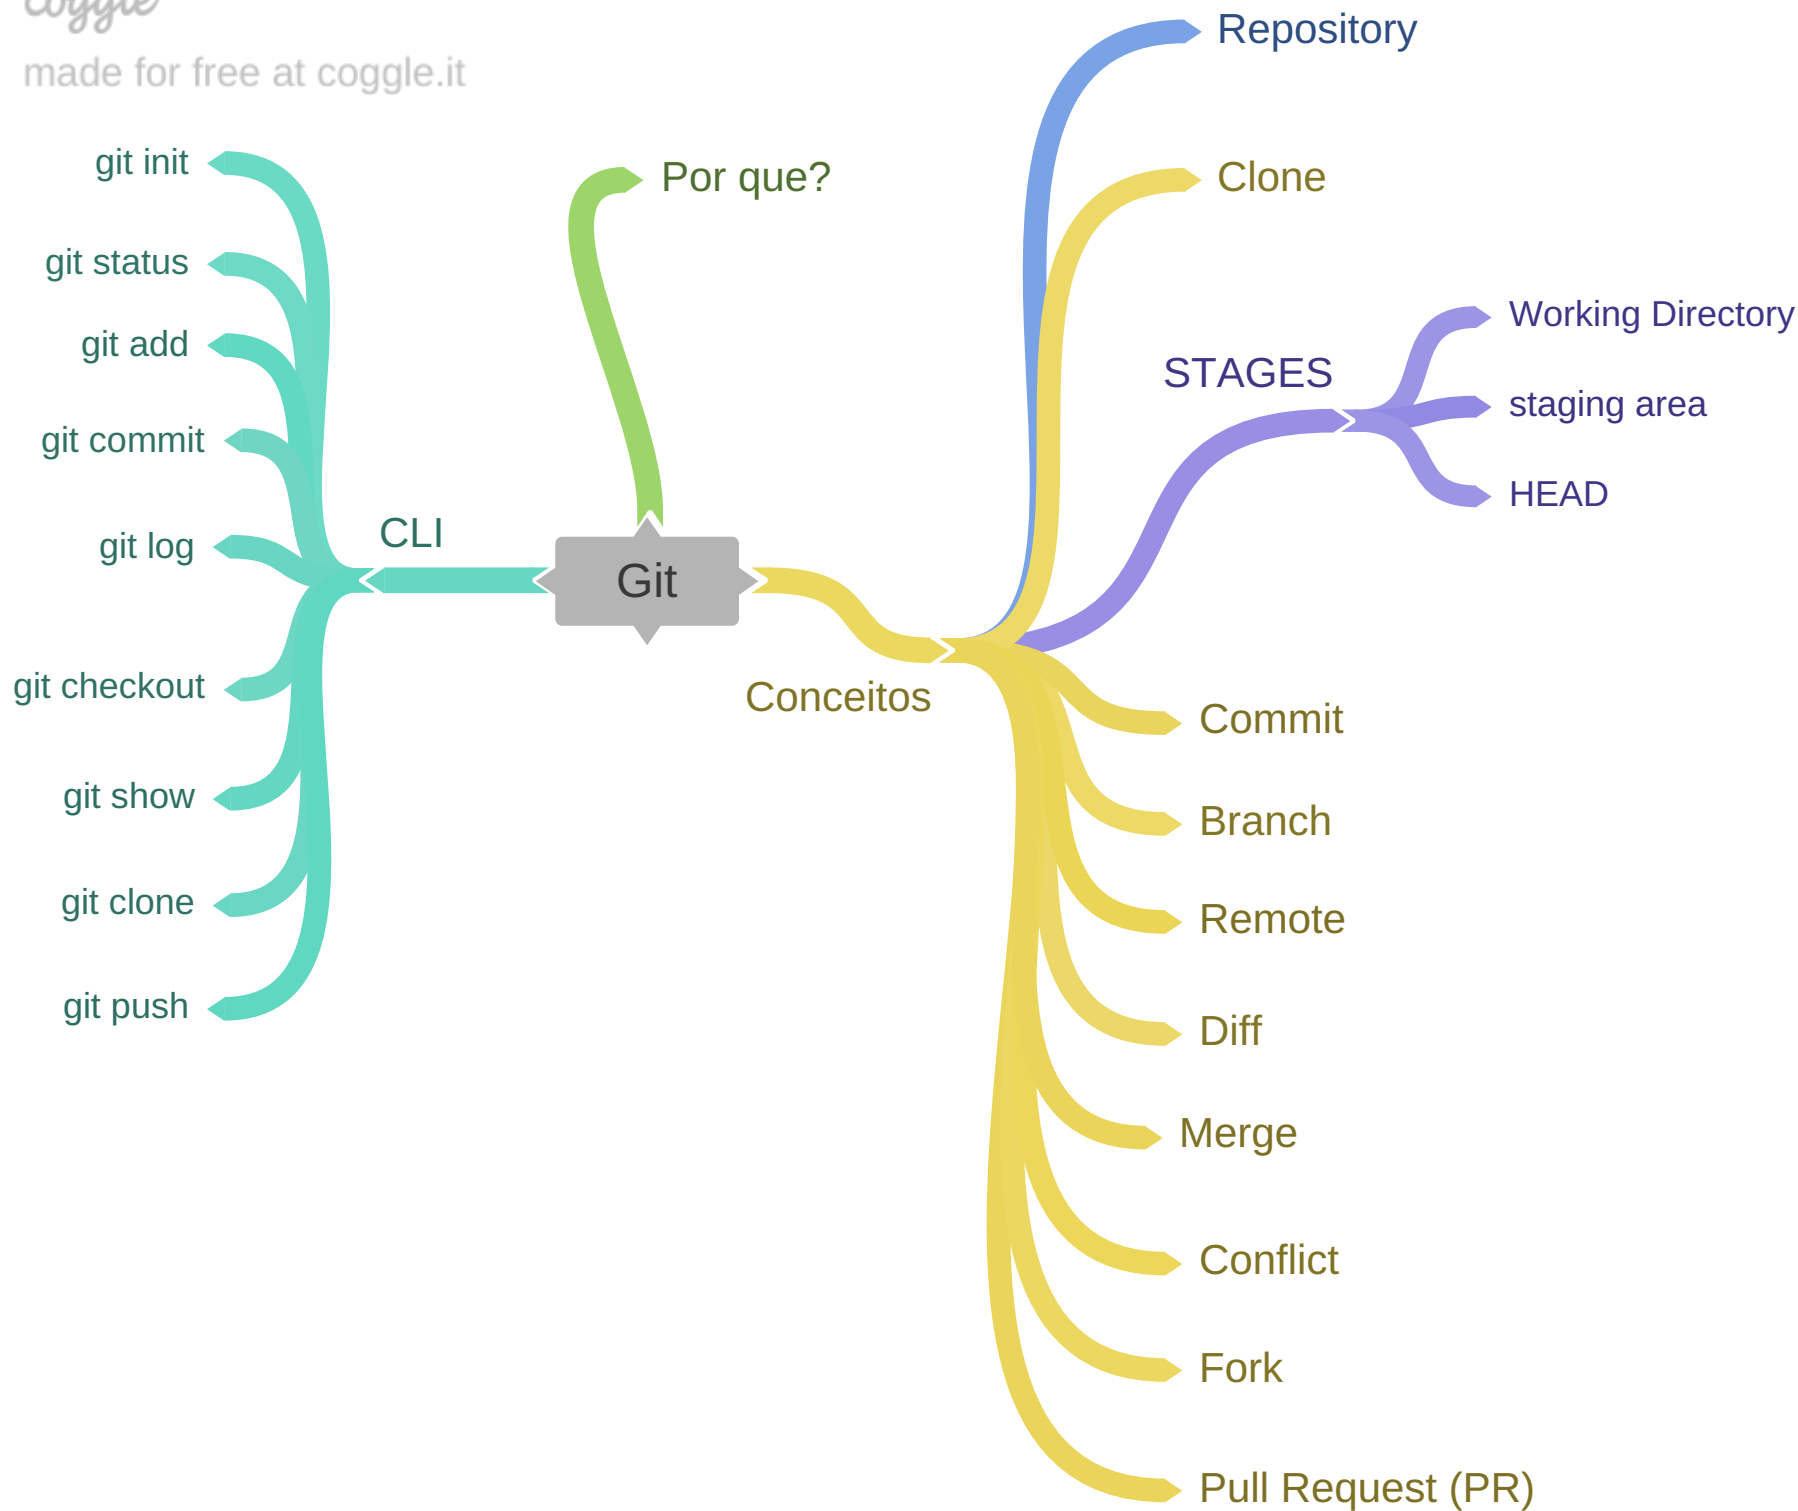 coggle
made for free at coggle.it
git init
git status
git add
git commit
git log
git checkout
git show
git clone
git push
CLI
Por que?
Git
Conceitos
Repository
Clone
STAGES
Working Directory
staging area
HEAD
Commit
Branch
Remote
Diff
Merge
Conflict
Fork
Pull Request (PR)